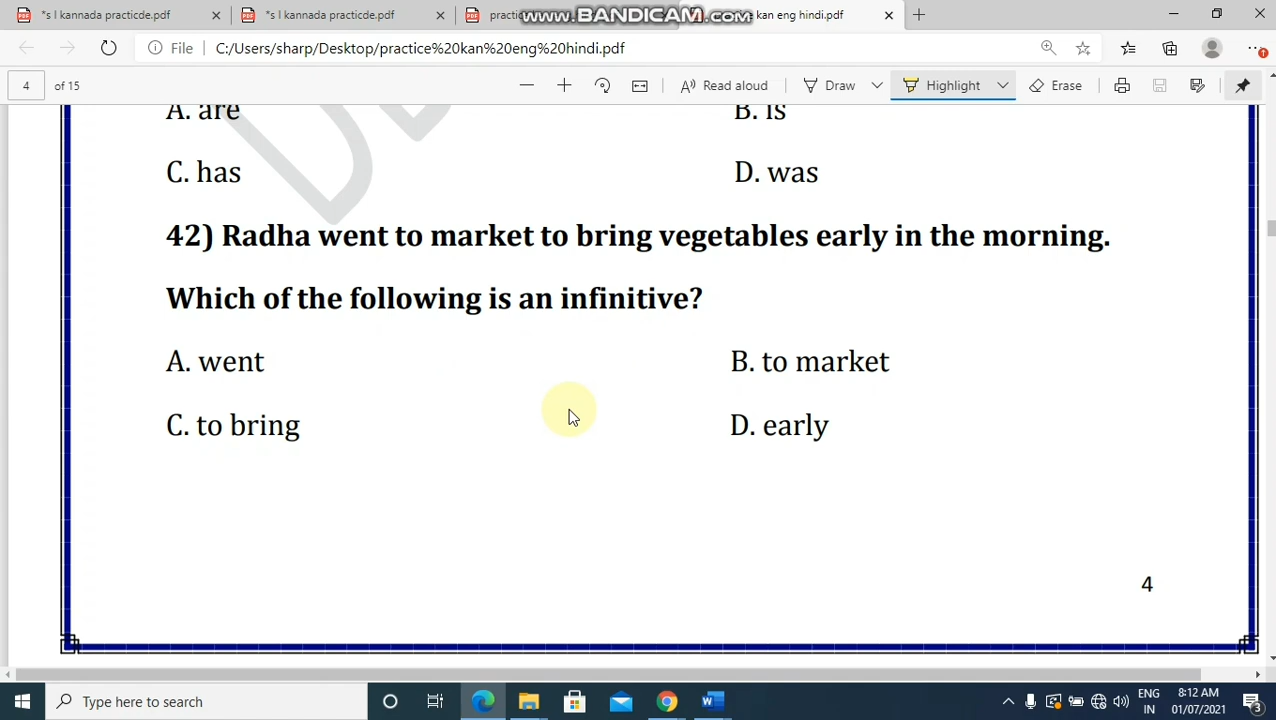 *s l kannada practicde.pdf
*s l kannada practicde.pdf
www.BANDICAM.com
kan eng hindi.pdf
File C:/Users/sharp/Desktop/practice%20kan%20eng%20hindi.pdf
4 of 15 Read aloud Draw Highlight Erase
A. are B. is
C. has D. was
42) Radha went to market to bring vegetables early in the morning.
Which of the following is an infinitive?
A. went B. to market
C. to bring D. early
4
Type here to search
ENG 8:12 AM
IN 01/07/2021 3